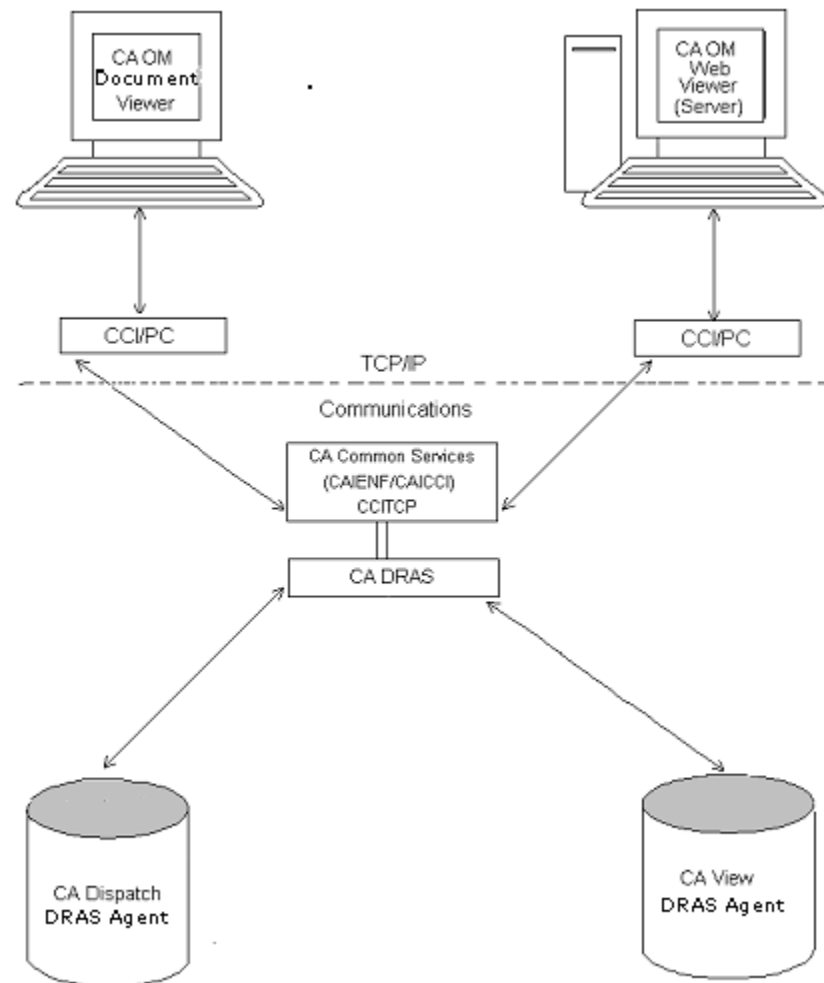 CA OM
Document
Viewer
CA OM
Web
Viewer
(Server)
CCI/PC
CCI/PC
TCP/IP
Communications
CA Common Services
(CAIENF/CAICCI)
CCITCP
CA DRAS
CA Dispatch
DRAS Agent
CA View
DRAS Agent